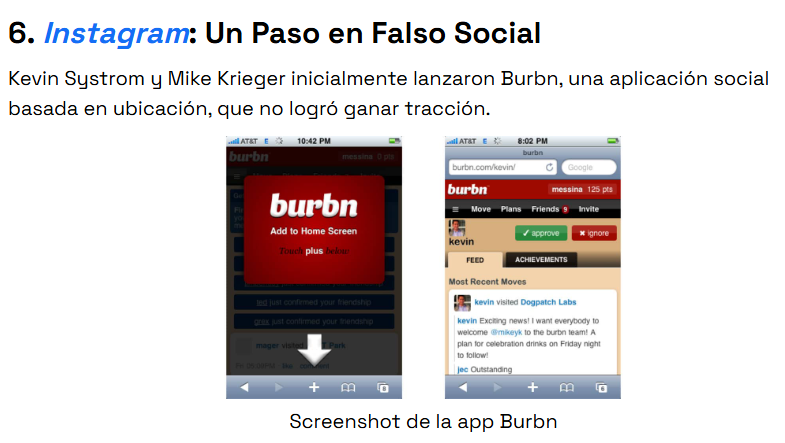 6. Instagram: Un Paso en Falso Social
Kevin Systrom y Mike Krieger inicialmente lanzaron Burbn, una aplicación social
basada en ubicación, que no logró ganar tracción.
AT&T E 10:42 PM
burbn messina 0 pts
burbn
Add to Home Screen
Touch plus below
just confirmed your friendship
just confirmed your friendship
mager visited Park
6
AT&T E 8:02 PM
burbn
burbn.com/kevin/ Google
burbn messina 125 pts
Move Plans Friends 9 Invite
kevin ✓ approve ✖ ignore
FEED ACHIEVEMENTS
Most Recent Moves
kevin visited Dogpatch Labs
kevin Exciting news! I want everybody to
welcome @mikeyk to the burbn team! A
plan for celebration drinks on Friday night
to follow!
jec Outstanding
6
Screenshot de la app Burbn